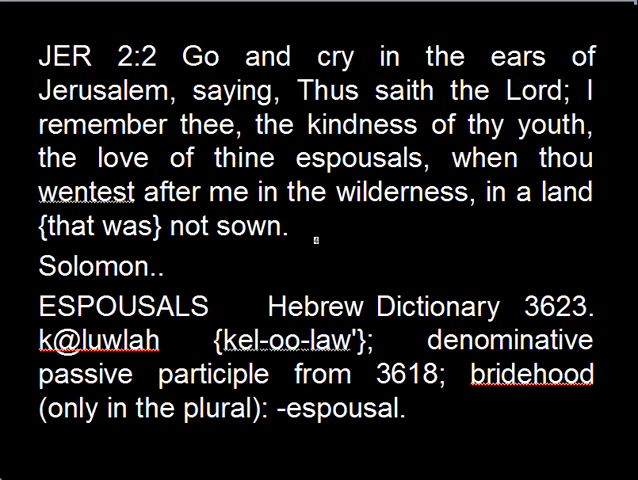 JER 2:2 Go and cry in the ears of
Jerusalem, saying, Thus saith the Lord; I
remember thee, the kindness of thy youth,
the love of thine espousals, when thou
wentest after me in the wilderness, in a land
{that was} not sown.
Solomon..
ESPOUSALS Hebrew Dictionary 3623.
k@luwlah {kel-oo-law'}; denominative
passive participle from 3618; bridehood
(only in the plural): -espousal.